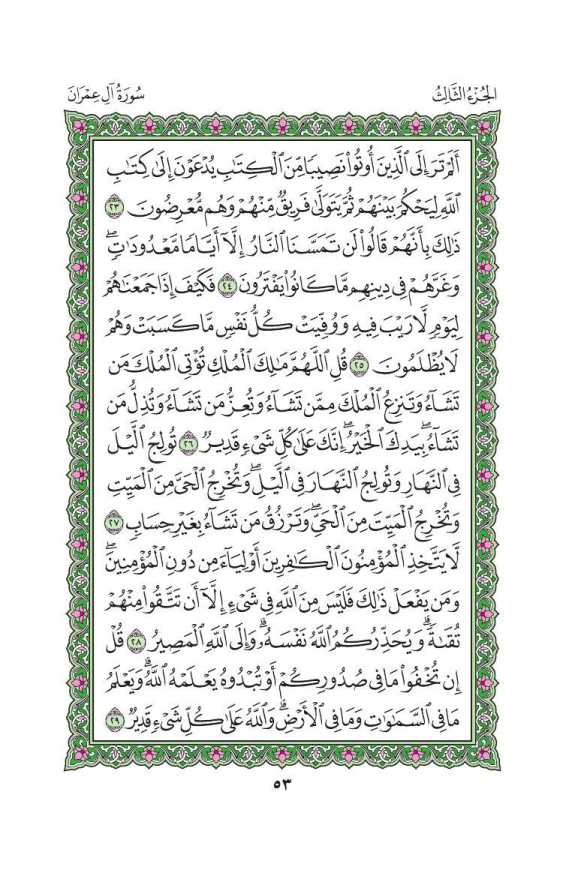 الجُزْءُ الثَّالِثُ
سُورَةُ آلِ عِمْرَانَ
أَلَمْ تَرَ إِلَى ٱلَّذِينَ أُوتُوا۟ نَصِيبًا مِّنَ ٱلْكِتَٰبِ يُدْعَوْنَ إِلَىٰ كِتَٰبِ
ٱللَّهِ لِيَحْكُمَ بَيْنَهُمْ ثُمَّ يَتَوَلَّىٰ فَرِيقٌ مِّنْهُمْ وَهُم مُّعْرِضُونَ ٢٣
ذَٰلِكَ بِأَنَّهُمْ قَالُوا۟ لَن تَمَسَّنَا ٱلنَّارُ إِلَّآ أَيَّامًا مَّعْدُودَٰتٍۖ
وَغَرَّهُمْ فِى دِينِهِم مَّا كَانُوا۟ يَفْتَرُونَ ٢٤ فَكَيْفَ إِذَا جَمَعْنَٰهُمْ
لِيَوْمٍ لَّا رَيْبَ فِيهِ وَوُفِّيَتْ كُلُّ نَفْسٍ مَّا كَسَبَتْ وَهُمْ
لَا يُظْلَمُونَ ٢٥ قُلِ ٱللَّهُمَّ مَٰلِكَ ٱلْمُلْكِ تُؤْتِى ٱلْمُلْكَ مَن
تَشَآءُ وَتَنزِعُ ٱلْمُلْكَ مِمَّن تَشَآءُ وَتُعِزُّ مَن تَشَآءُ وَتُذِلُّ مَن
تَشَآءُۖ بِيَدِكَ ٱلْخَيْرُۖ إِنَّكَ عَلَىٰ كُلِّ شَىْءٍ قَدِيرٌ ٢٦ تُولِجُ ٱلَّيْلَ
فِى ٱلنَّهَارِ وَتُولِجُ ٱلنَّهَارَ فِى ٱلَّيْلِۖ وَتُخْرِجُ ٱلْحَىَّ مِنَ ٱلْمَيِّتِ
وَتُخْرِجُ ٱلْمَيِّتَ مِنَ ٱلْحَىِّۖ وَتَرْزُقُ مَن تَشَآءُ بِغَيْرِ حِسَابٍ ٢٧
لَّا يَتَّخِذِ ٱلْمُؤْمِنُونَ ٱلْكَٰفِرِينَ أَوْلِيَآءَ مِن دُونِ ٱلْمُؤْمِنِينَۖ
وَمَن يَفْعَلْ ذَٰلِكَ فَلَيْسَ مِنَ ٱللَّهِ فِى شَىْءٍ إِلَّآ أَن تَتَّقُوا۟ مِنْهُمْ
تُقَىٰةًۗ وَيُحَذِّرُكُمُ ٱللَّهُ نَفْسَهُۥۗ وَإِلَى ٱللَّهِ ٱلْمَصِيرُ ٢٨ قُلْ
إِن تُخْفُوا۟ مَا فِى صُدُورِكُمْ أَوْ تُبْدُوهُ يَعْلَمْهُ ٱللَّهُۗ وَيَعْلَمُ
مَا فِى ٱلسَّمَٰوَٰتِ وَمَا فِى ٱلْأَرْضِۗ وَٱللَّهُ عَلَىٰ كُلِّ شَىْءٍ قَدِيرٌ ٢٩
٥٣